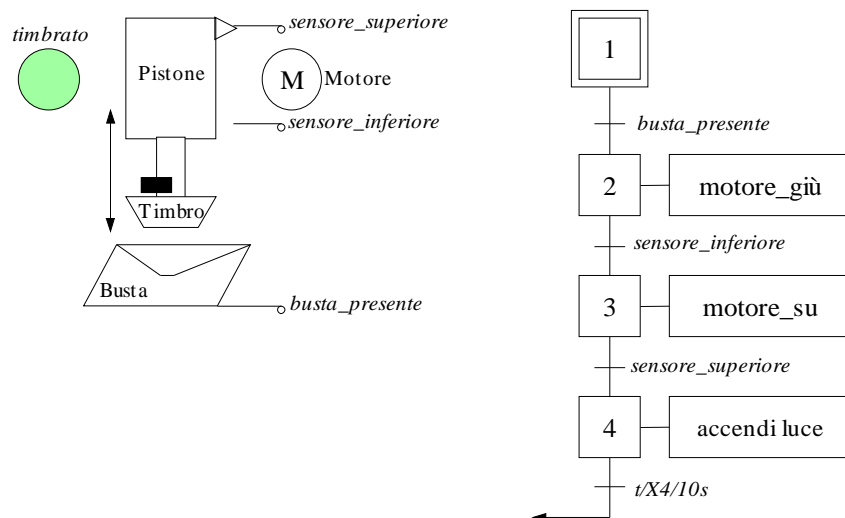 timbrato
sensore_superiore
Pistone
M
Motore
sensore_inferiore
Timbro
Busta
busta_presente
1
busta_presente
2
motore_giù
sensore_inferiore
3
motore_su
sensore_superiore
4
accendi luce
t/X4/10s